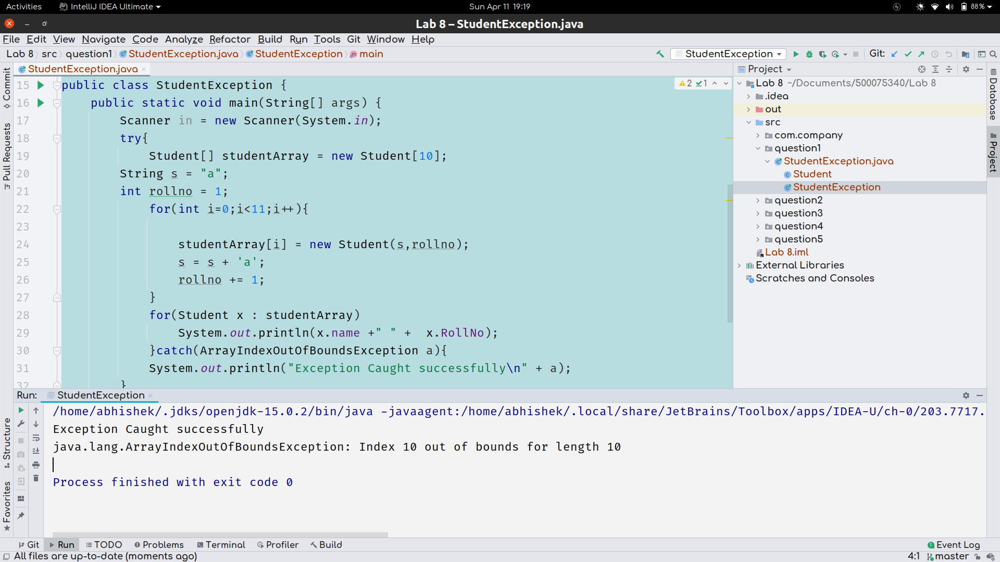 Activities IntelliJ IDEA Ultimate Sun Apr 11 19:19 88%
Lab 8 – StudentException.java
File Edit View Navigate Code Analyze Refactor Build Run Tools Git Window Help
Lab 8 src question1 StudentException.java StudentException main StudentException Git:
StudentException.java
15 public class StudentException {
16 public static void main(String[] args) {
17 Scanner in = new Scanner(System.in);
18 try{
19 Student[] studentArray = new Student[10];
20 String s = "a";
21 int rollno = 1;
22 for(int i=0;i<11;i++){
23
24 studentArray[i] = new Student(s,rollno);
25 s = s + 'a';
26 rollno += 1;
27 }
28 for(Student x : studentArray)
29 System.out.println(x.name +" " + x.RollNo);
30 }catch(ArrayIndexOutOfBoundsException a){
31 System.out.println("Exception Caught successfully\n" + a);
32 }
2 1
Project
Lab 8 ~/Documents/500075340/Lab 8
.idea
out
src
com.company
question1
StudentException.java
Student
StudentException
question2
question3
question4
question5
Lab 8.iml
External Libraries
Scratches and Consoles
Commit
Pull Requests
Structure
Favorites
Database
Project
Run: StudentException
/home/abhishek/.jdks/openjdk-15.0.2/bin/java -javaagent:/home/abhishek/.local/share/JetBrains/Toolbox/apps/IDEA-U/ch-0/203.7717.
Exception Caught successfully
java.lang.ArrayIndexOutOfBoundsException: Index 10 out of bounds for length 10
Process finished with exit code 0
Git Run TODO Problems Terminal Profiler Build 1 Event Log
All files are up-to-date (moments ago) 4:1 master